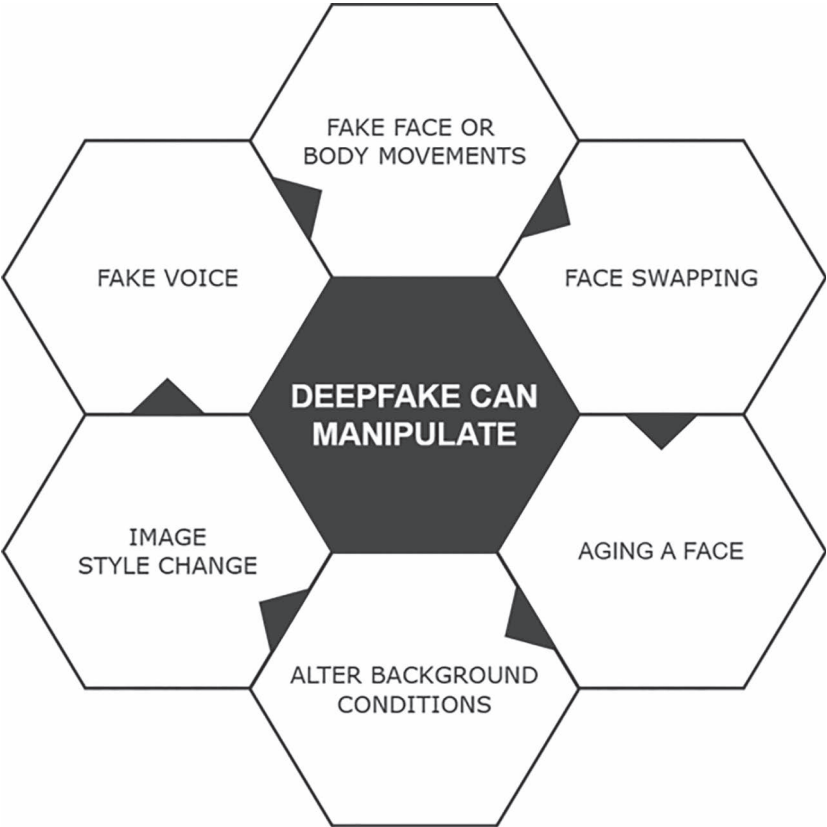 FAKE FACE OR
BODY MOVEMENTS
FAKE VOICE
FACE SWAPPING
DEEPFAKE CAN
MANIPULATE
IMAGE
STYLE CHANGE
AGING A FACE
ALTER BACKGROUND
CONDITIONS